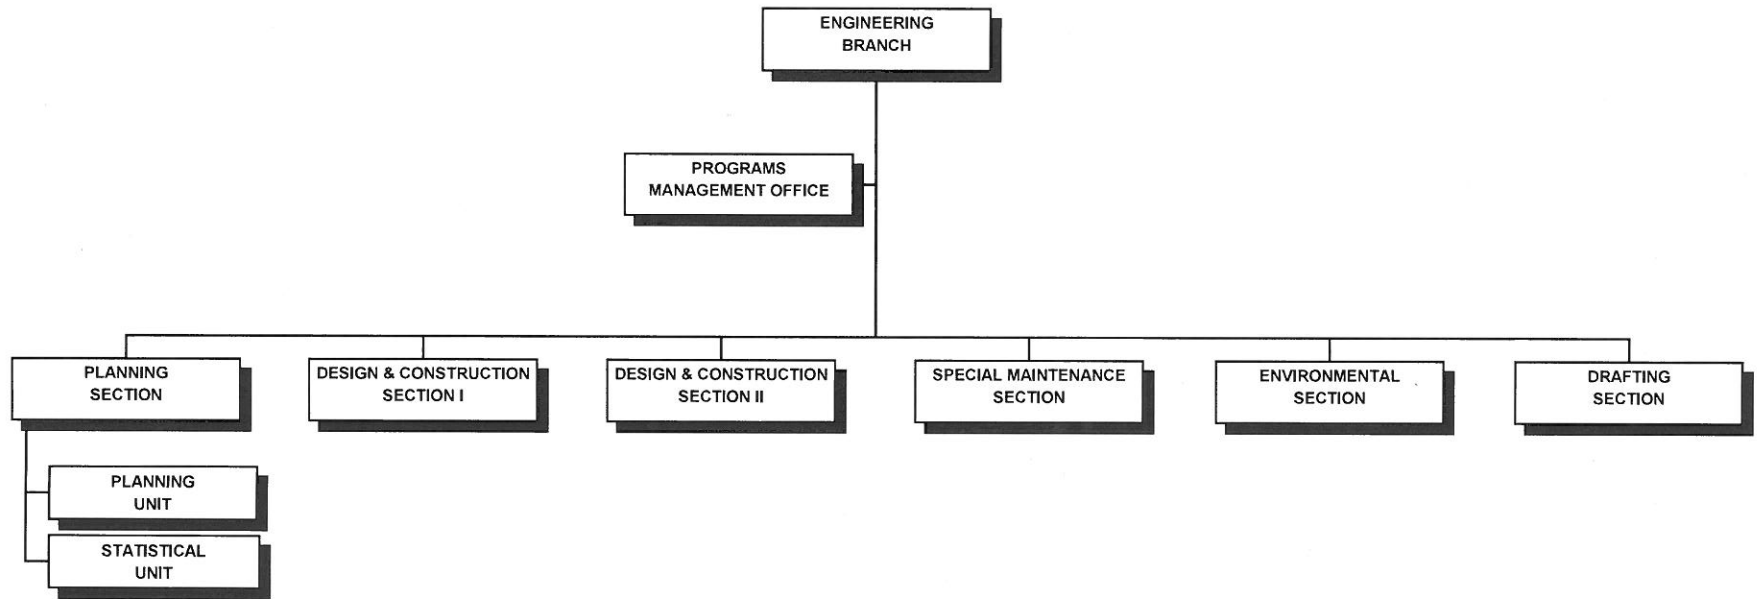 ENGINEERING
BRANCH
PROGRAMS
MANAGEMENT OFFICE
PLANNING
SECTION
DESIGN & CONSTRUCTION
SECTION I
DESIGN & CONSTRUCTION
SECTION II
SPECIAL MAINTENANCE
SECTION
ENVIRONMENTAL
SECTION
DRAFTING
SECTION
PLANNING
UNIT
STATISTICAL
UNIT